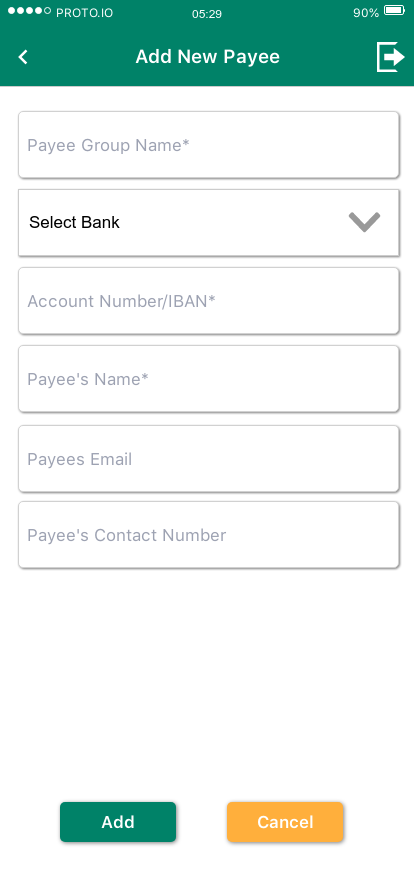 PROTO.IO 05:29 90%
Add New Payee
Payee Group Name*
Select Bank
Account Number/IBAN*
Payee's Name*
Payees Email
Payee's Contact Number
Add Cancel